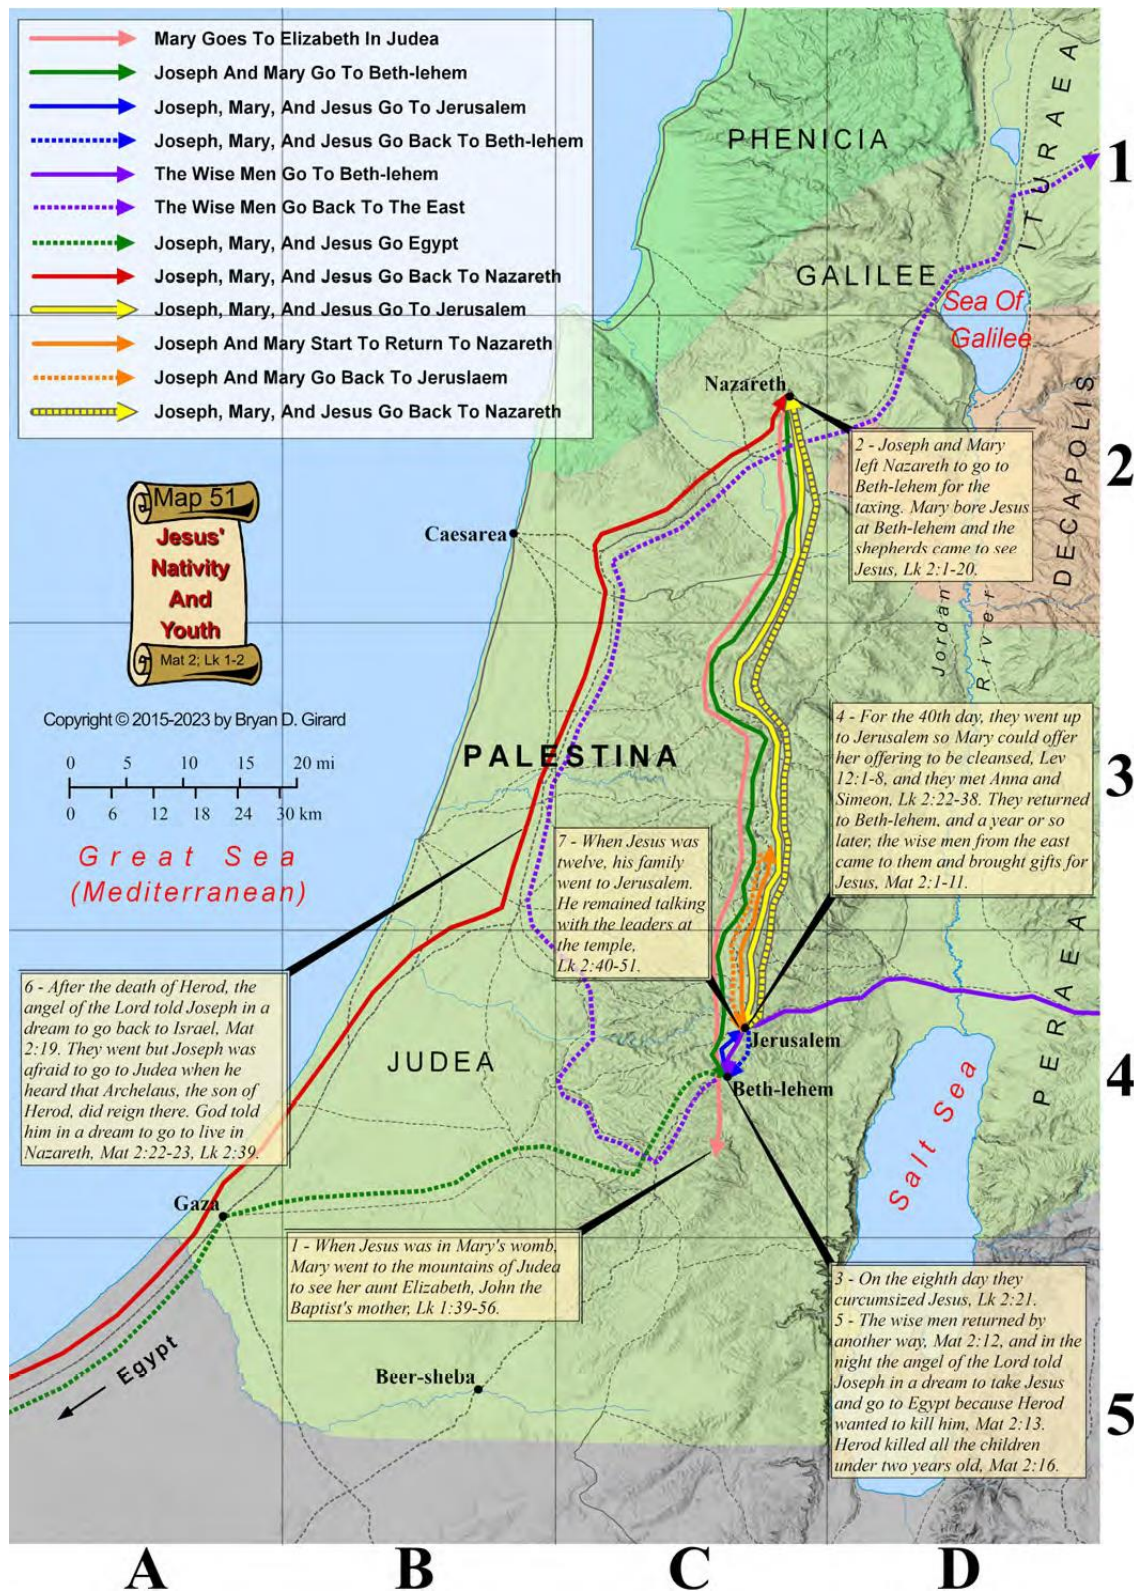 Mary Goes To Elizabeth In Judea
Joseph And Mary Go To Beth-lehem
Joseph, Mary, And Jesus Go To Jerusalem
Joseph, Mary, And Jesus Go Back To Beth-lehem
The Wise Men Go To Beth-lehem
The Wise Men Go Back To The East
Joseph, Mary, And Jesus Go Egypt
Joseph, Mary, And Jesus Go Back To Nazareth
Joseph, Mary, And Jesus Go To Jerusalem
Joseph And Mary Start To Return To Nazareth
Joseph And Mary Go Back To Jeruslaem
Joseph, Mary, And Jesus Go Back To Nazareth
PHENICIA
ITURAEA
1
GALILEE
Sea Of
Galilee
Nazareth
DECAPOLIS
2
2 - Joseph and Mary
left Nazareth to go to
Beth-lehem for the
taxing. Mary bore Jesus
at Beth-lehem and the
shepherds came to see
Jesus, Lk 2:1-20.
Map 51
Jesus'
Nativity
And
Youth
Mat 2; Lk 1-2
Caesarea
Jordan
River
Copyright © 2015-2023 by Bryan D. Girard
0 5 10 15 20 mi
0 6 12 18 24 30 km
Great Sea
(Mediterranean)
PALESTINA
3
4 - For the 40th day, they went up
to Jerusalem so Mary could offer
her offering to be cleansed, Lev
12:1-8, and they met Anna and
Simeon, Lk 2:22-38. They returned
to Beth-lehem, and a year or so
later, the wise men from the east
came to them and brought gifts for
Jesus, Mat 2:1-11.
7 - When Jesus was
twelve, his family
went to Jerusalem.
He remained talking
with the leaders at
the temple,
Lk 2:40-51.
6 - After the death of Herod, the
angel of the Lord told Joseph in a
dream to go back to Israel, Mat
2:19. They went but Joseph was
afraid to go to Judea when he
heard that Archelaus, the son of
Herod, did reign there. God told
him in a dream to go to live in
Nazareth, Mat 2:22-23, Lk 2:39.
JUDEA
Jerusalem
Beth-lehem
PERAEA
4
Salt Sea
Gaza
1 - When Jesus was in Mary's womb,
Mary went to the mountains of Judea
to see her aunt Elizabeth, John the
Baptist's mother, Lk 1:39-56.
3 - On the eighth day they
curcumsized Jesus, Lk 2:21.
5 - The wise men returned by
another way, Mat 2:12, and in the
night the angel of the Lord told
Joseph in a dream to take Jesus
and go to Egypt because Herod
wanted to kill him, Mat 2:13.
Herod killed all the children
under two years old, Mat 2:16.
Egypt
Beer-sheba
5
A B C D